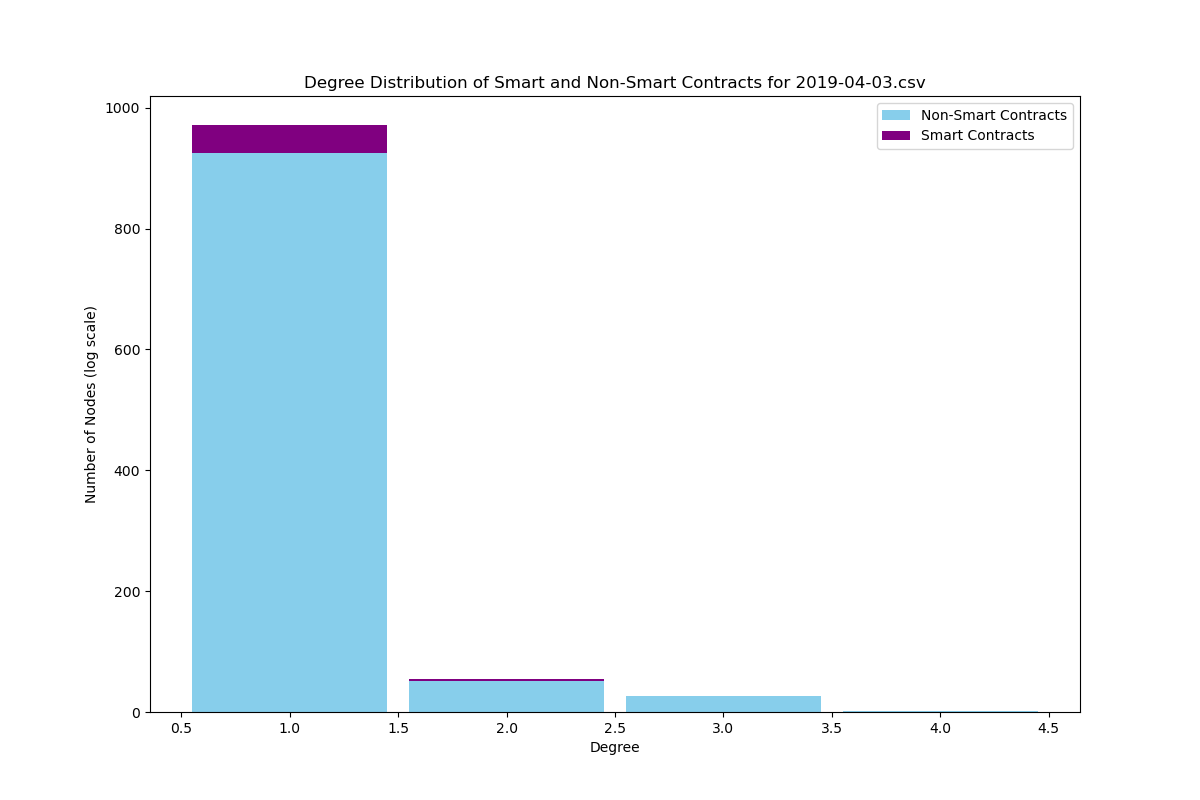 Degree Distribution of Smart and Non-Smart Contracts for 2019-04-03.csv
Non-Smart Contracts
Smart Contracts
1000
800
600
400
200
0
Number of Nodes (log scale)
0.5 1.0 1.5 2.0 2.5 3.0 3.5 4.0 4.5
Degree